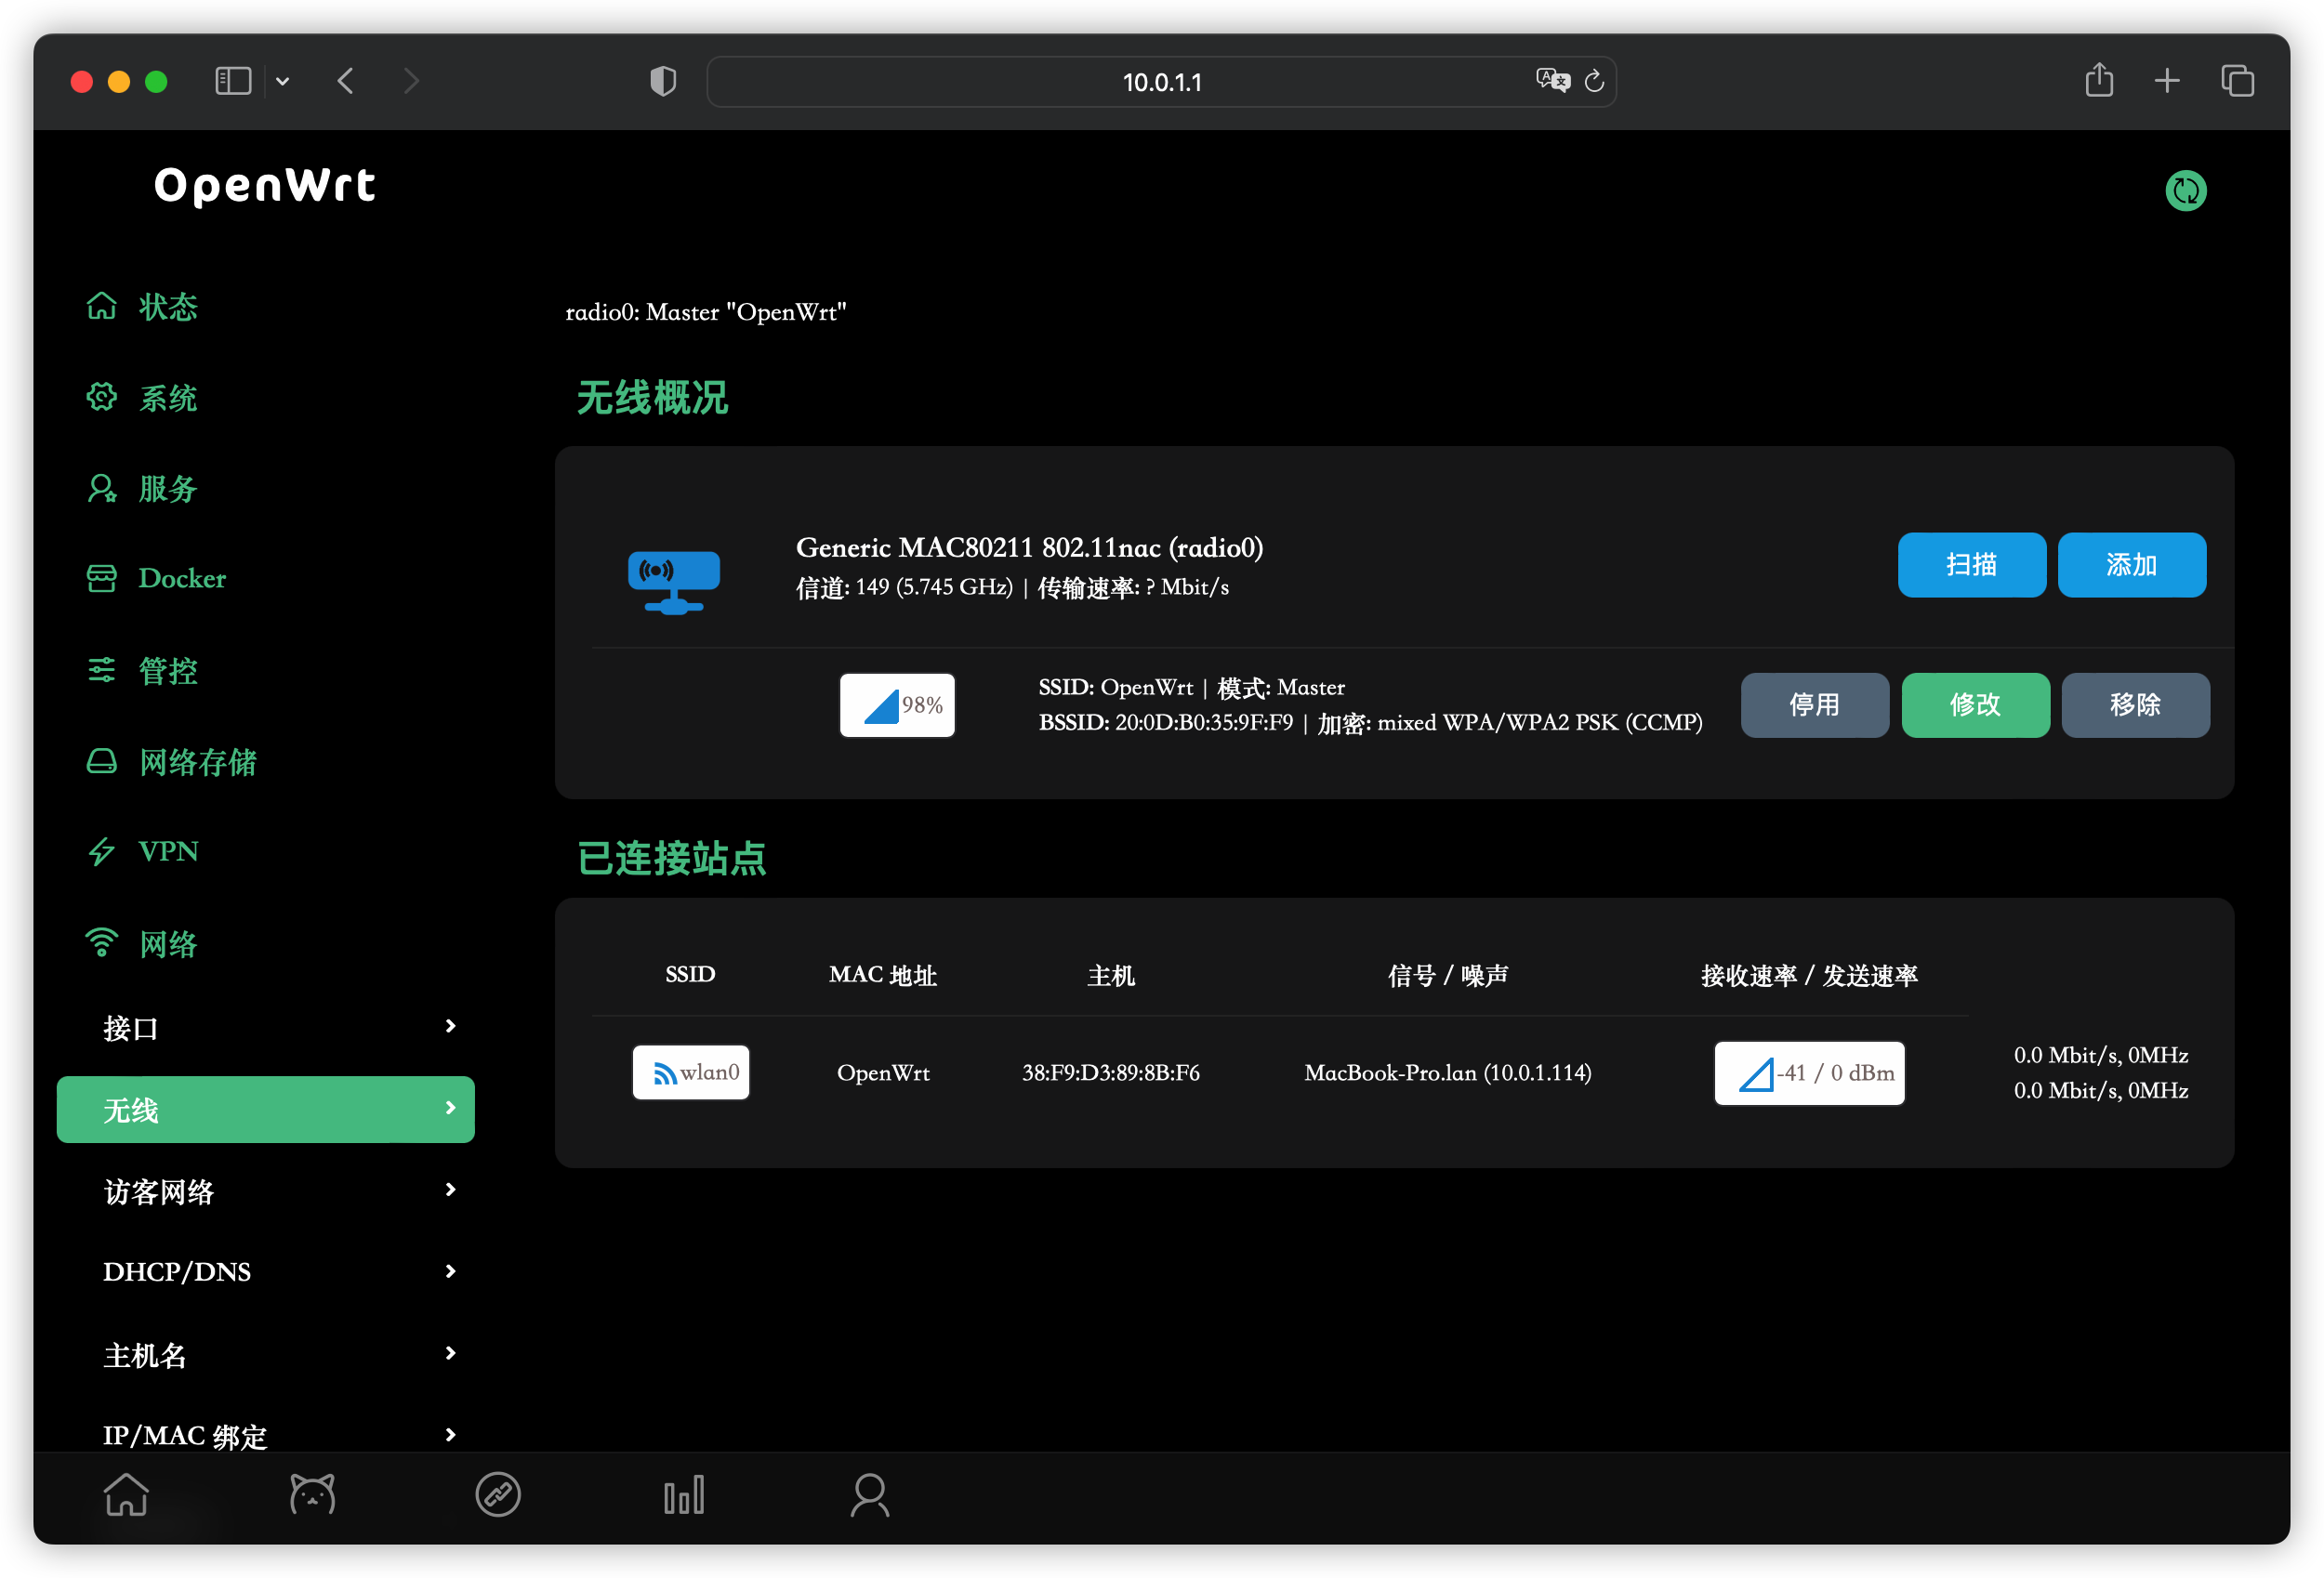 10.0.1.1
OpenWrt
状态
系统
服务
Docker
管控
网络存储
VPN
网络
接口
无线
访客网络
DHCP/DNS
主机名
IP/MAC 绑定
radio0: Master "OpenWrt"
无线概况
Generic MAC80211 802.11nac (radio0)
信道: 149 (5.745 GHz) | 传输速率: ? Mbit/s
扫描 添加
98%
SSID: OpenWrt | 模式: Master
BSSID: 20:0D:B0:35:9F:F9 | 加密: mixed WPA/WPA2 PSK (CCMP)
停用 修改 移除
已连接站点
SSID MAC 地址 主机 信号 / 噪声 接收速率 / 发送速率
wlan0 OpenWrt 38:F9:D3:89:8B:F6 MacBook-Pro.lan (10.0.1.114) -41 / 0 dBm
0.0 Mbit/s, 0MHz
0.0 Mbit/s, 0MHz